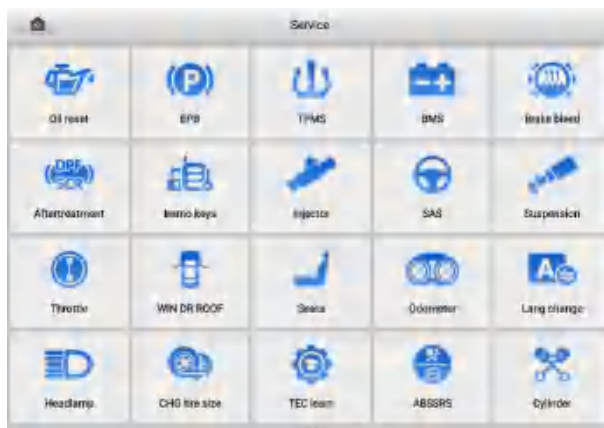 Service
Oil reset
EPB
TPMS
BMS
Brake bleed
DPF
SCR
Aftertreatment
Immo keys
Injector
SAS
Suspension
Throttle
WIN DR ROOF
Seats
Odometer
Lang change
Headlamp
CHG tire size
TEC learn
ABSSRS
Cylinder